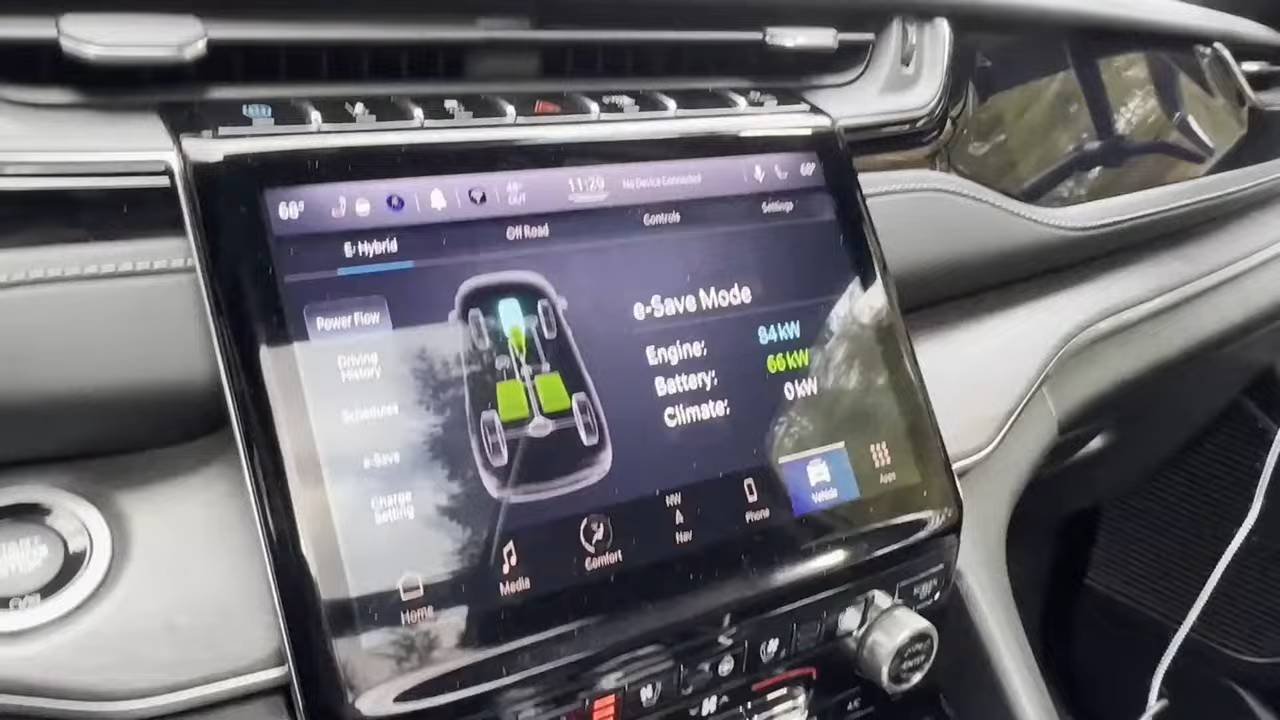 66°
11:29
No Device Connected
68°
E-Hybrid
Off Road
Controls
Settings
Power Flow
Driving
History
Schedules
e-Save
Charge
Setting
e-Save Mode
Engine: 84 kW
Battery: 66 kW
Climate: 0 kW
Home
Media
Comfort
NW
Nav
Phone
Vehicle
Apps